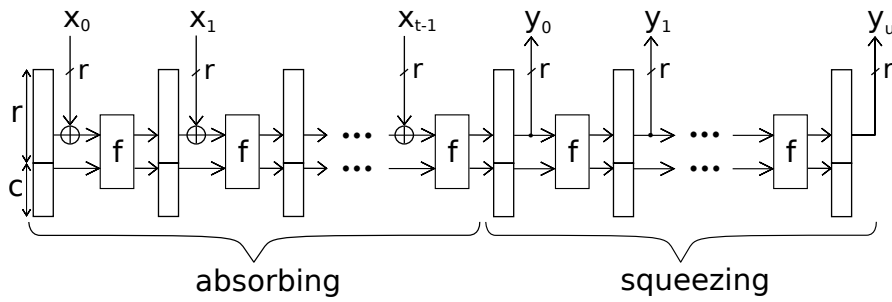 x₀ x₁ xₜ₋₁ y₀ y₁ yᵤ
r r r r r r
r
f f f f f
c
absorbing squeezing